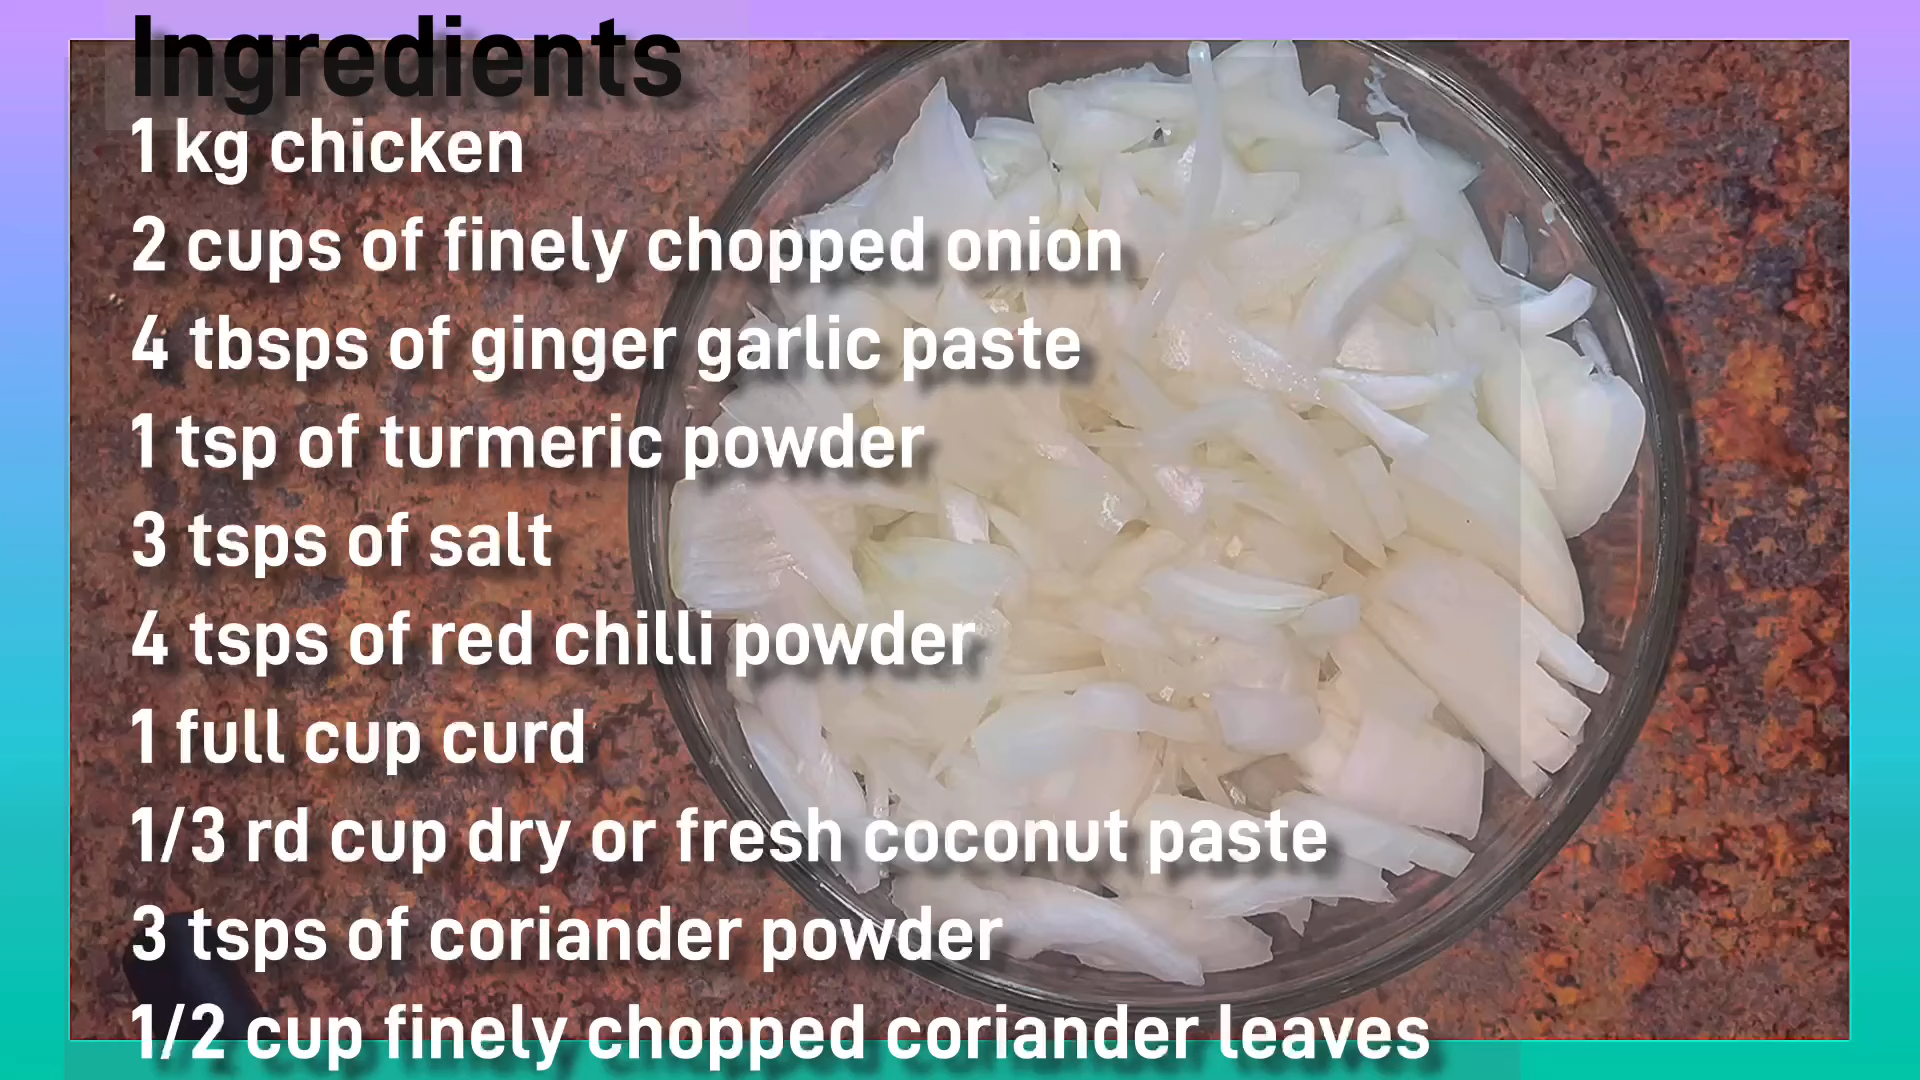 Ingredients
1 kg chicken
2 cups of finely chopped onion
4 tbsps of ginger garlic paste
1 tsp of turmeric powder
3 tsps of salt
4 tsps of red chilli powder
1 full cup curd
1/3 rd cup dry or fresh coconut paste
3 tsps of coriander powder
1/2 cup finely chopped coriander leaves